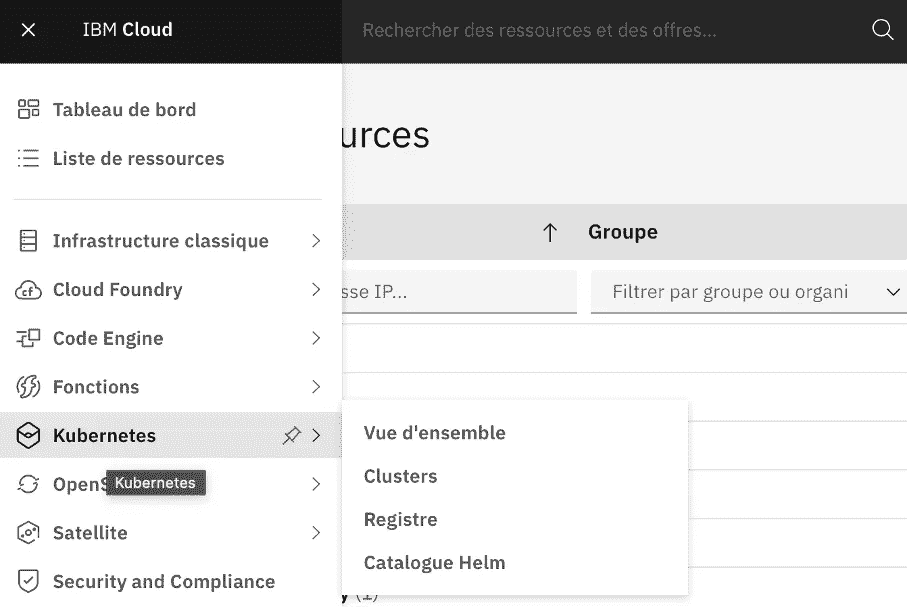 IBM Cloud
Rechercher des ressources et des offres...
Tableau de bord
Liste de ressources
urces
Groupe
sse IP...
Filtrer par groupe ou organi
Infrastructure classique
Cloud Foundry
Code Engine
Fonctions
Kubernetes
OpenS
Kubernetes
Satellite
Security and Compliance
Vue d'ensemble
Clusters
Registre
Catalogue Helm
y (1)